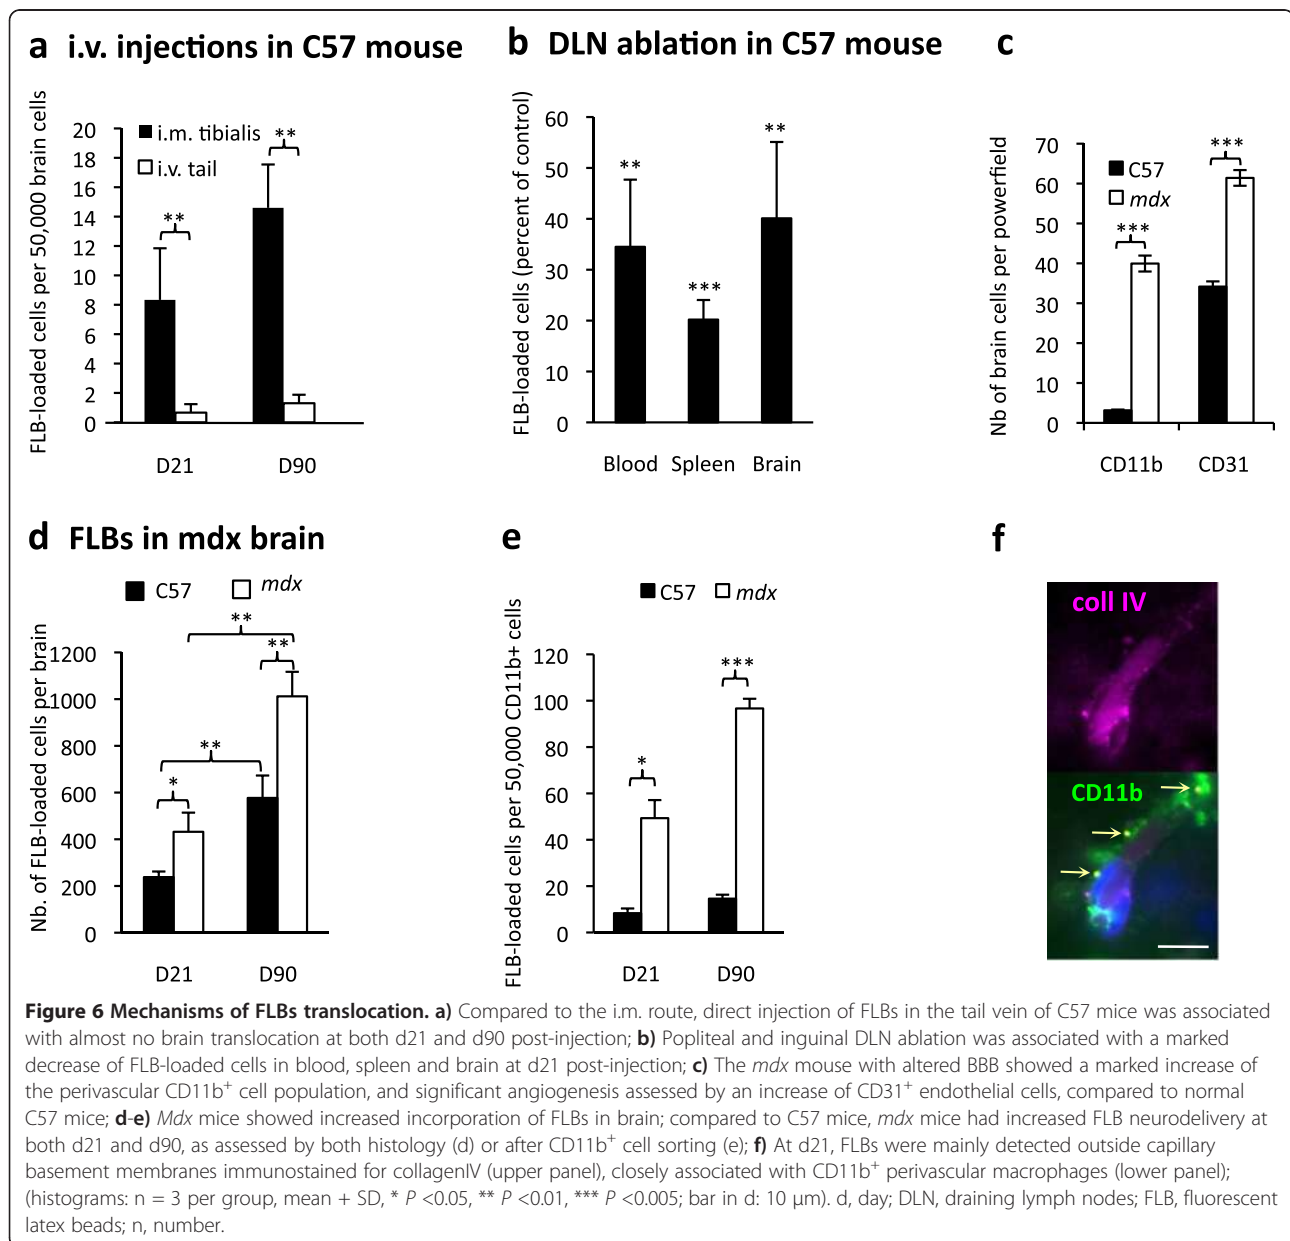 a i.v. injections in C57 mouse
FLB-loaded cells per 50,000 brain cells
20
18
16
14
12
10
8
6
4
2
0
i.m. tibialis
i.v. tail
**
**
D21 D90
b DLN ablation in C57 mouse
FLB-loaded cells (percent of control)
60
50
40
30
20
10
0
**
***
**
Blood Spleen Brain
c
Nb of brain cells per powerfield
70
60
50
40
30
20
10
0
C57
mdx
***
***
CD11b CD31
d FLBs in mdx brain
C57 mdx
Nb. of FLB-loaded cells per brain
1200
1000
800
600
400
200
0
**
**
**
*
D21 D90
e
C57 mdx
FLB-loaded cells per 50,000 CD11b+ cells
120
100
80
60
40
20
0
*
***
D21 D90
f
coll IV
CD11b
Figure 6 Mechanisms of FLBs translocation. a) Compared to the i.m. route, direct injection of FLBs in the tail vein of C57 mice was associated
with almost no brain translocation at both d21 and d90 post-injection; b) Popliteal and inguinal DLN ablation was associated with a marked
decrease of FLB-loaded cells in blood, spleen and brain at d21 post-injection; c) The mdx mouse with altered BBB showed a marked increase of
the perivascular CD11b⁺ cell population, and significant angiogenesis assessed by an increase of CD31⁺ endothelial cells, compared to normal
C57 mice; d-e) Mdx mice showed increased incorporation of FLBs in brain; compared to C57 mice, mdx mice had increased FLB neurodelivery at
both d21 and d90, as assessed by both histology (d) or after CD11b⁺ cell sorting (e); f) At d21, FLBs were mainly detected outside capillary
basement membranes immunostained for collagenIV (upper panel), closely associated with CD11b⁺ perivascular macrophages (lower panel);
(histograms: n = 3 per group, mean + SD, * P <0.05, ** P <0.01, *** P <0.005; bar in d: 10 μm). d, day; DLN, draining lymph nodes; FLB, fluorescent
latex beads; n, number.